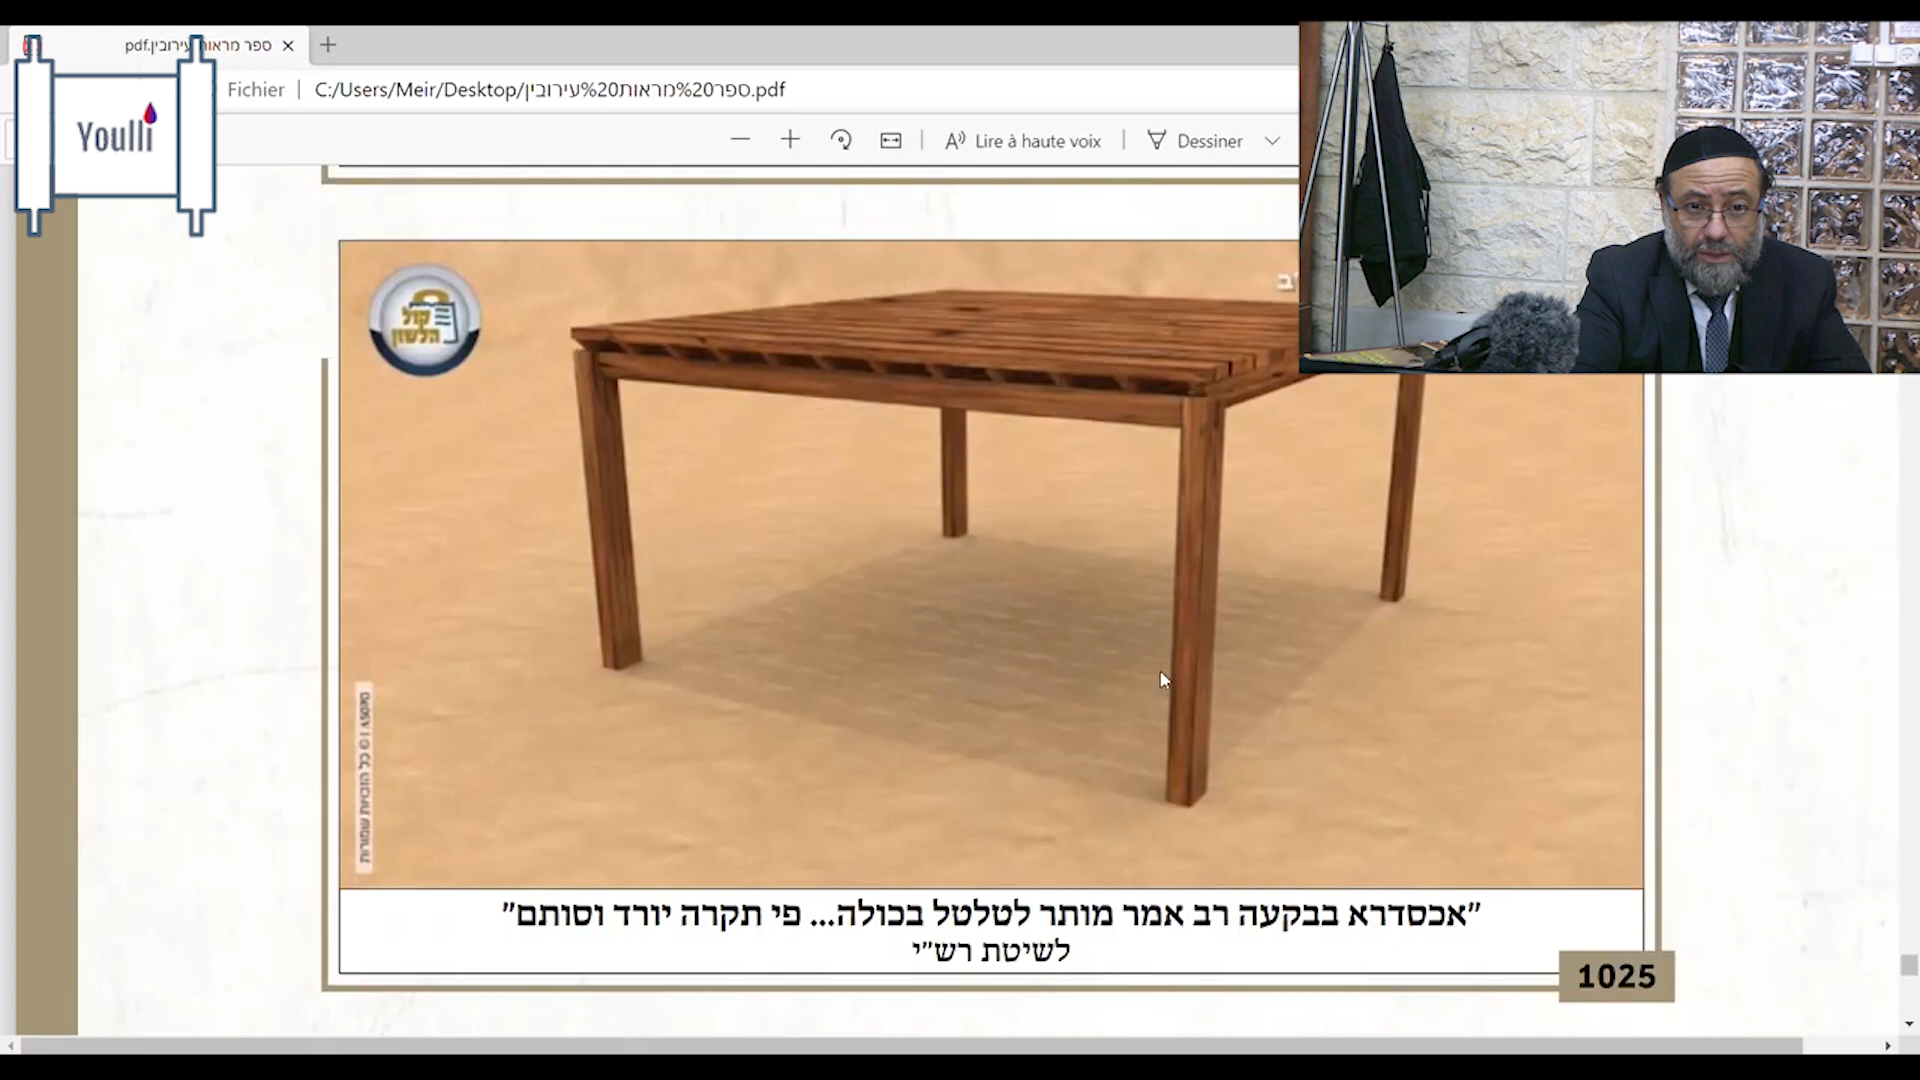 ספר מראות עירובין.pdf
Youlli
Fichier
C:/Users/Meir/Desktop/ספר%20מראות%20עירובין.pdf
Lire à haute voix
Dessiner
קול
הלשון
"אכסדרא בבקעה רב אמר מותר לטלטל בכולה... פי תקרה יורד וסותם"
לשיטת רש"י
1025